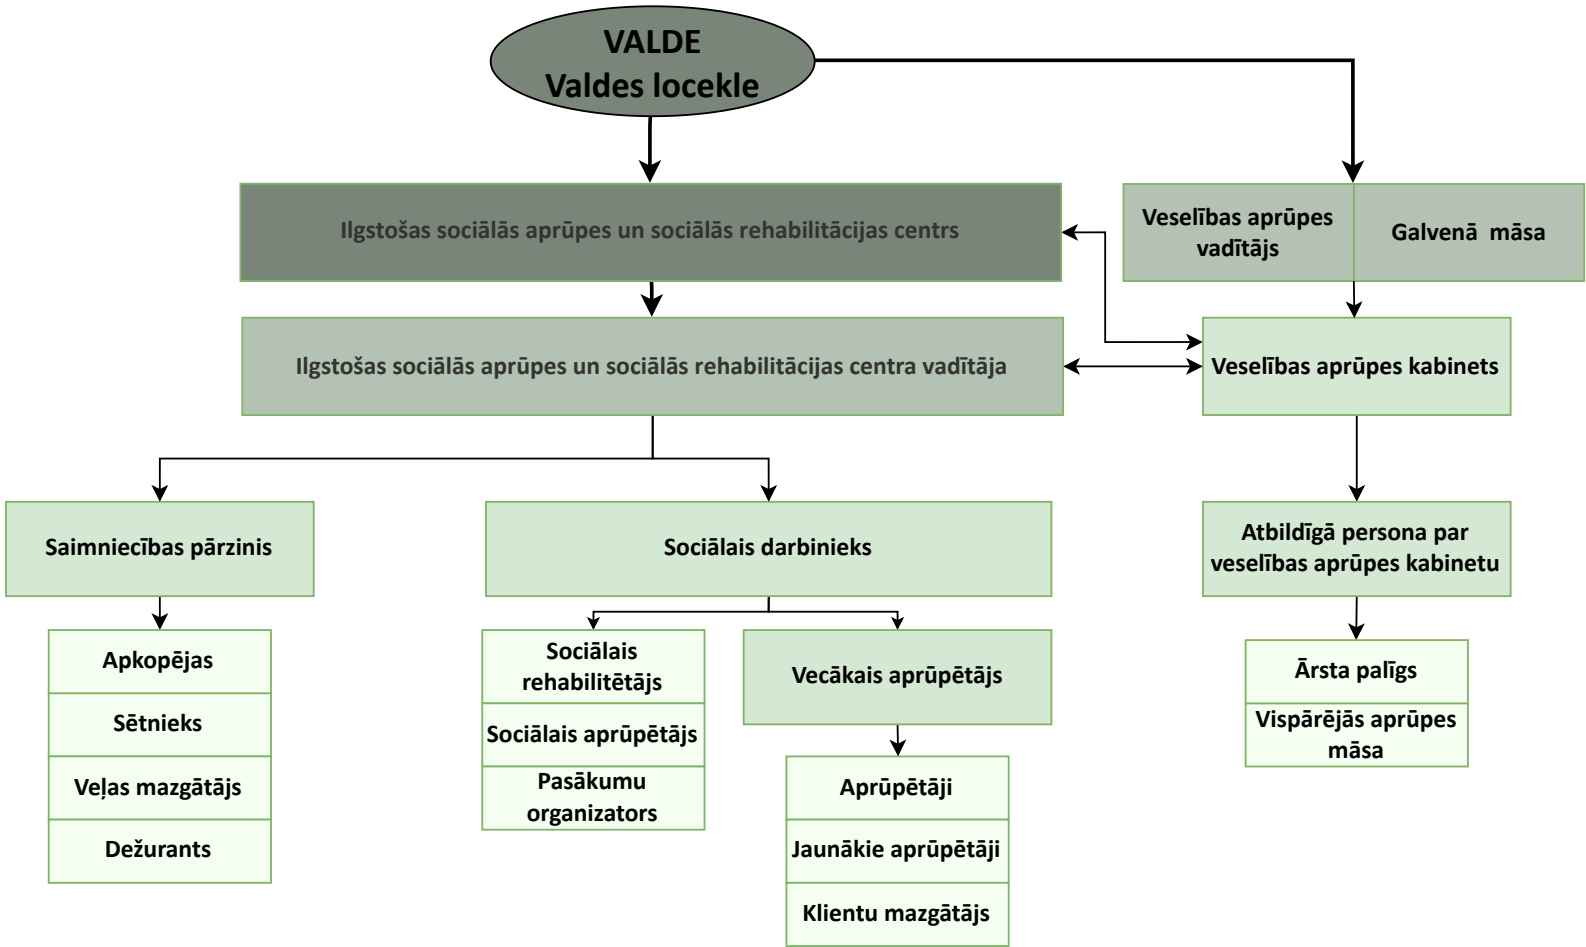 VALDE
Valdes locekle
Ilgstošas sociālās aprūpes un sociālās rehabilitācijas centrs
Veselības aprūpes
vadītājs
Galvenā māsa
Ilgstošas sociālās aprūpes un sociālās rehabilitācijas centra vadītāja
Veselības aprūpes kabinets
Saimniecības pārzinis
Sociālais darbinieks
Atbildīgā persona par
veselības aprūpes kabinetu
Apkopējas
Sētnieks
Veļas mazgātājs
Dežurants
Sociālais
rehabilitētājs
Sociālais aprūpētājs
Pasākumu
organizators
Vecākais aprūpētājs
Aprūpētāji
Jaunākie aprūpētāji
Klientu mazgātājs
Ārsta palīgs
Vispārējās aprūpes
māsa